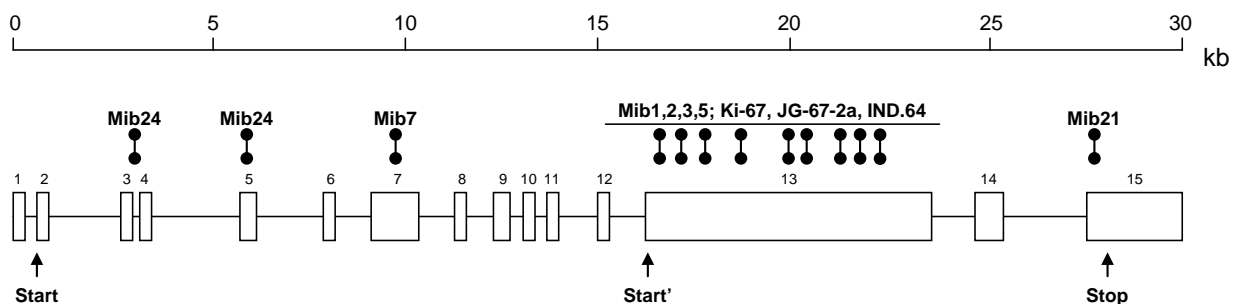 0 5 10 15 20 25 30
kb
Mib24 Mib24 Mib7 Mib1,2,3,5; Ki-67, JG-67-2a, IND.64 Mib21
1 2 3 4 5 6 7 8 9 10 11 12 13 14 15
Start Start' Stop